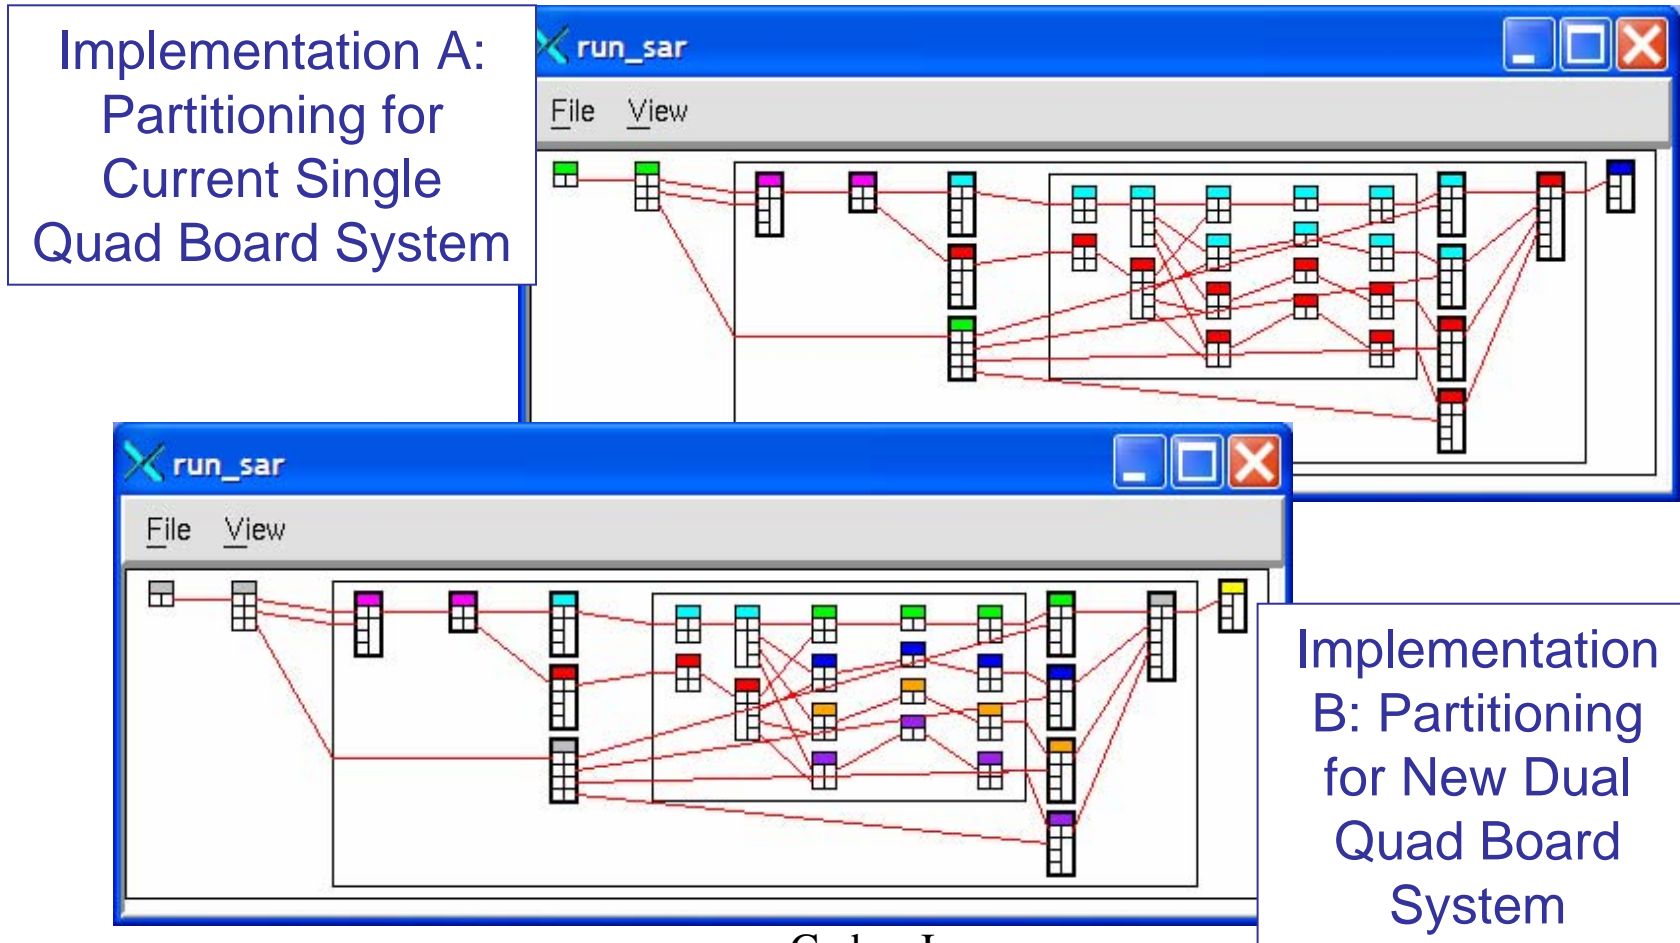 Implementation A:
Partitioning for
Current Single
Quad Board System
run_sar
File View
run_sar
File View
Implementation
B: Partitioning
for New Dual
Quad Board
System